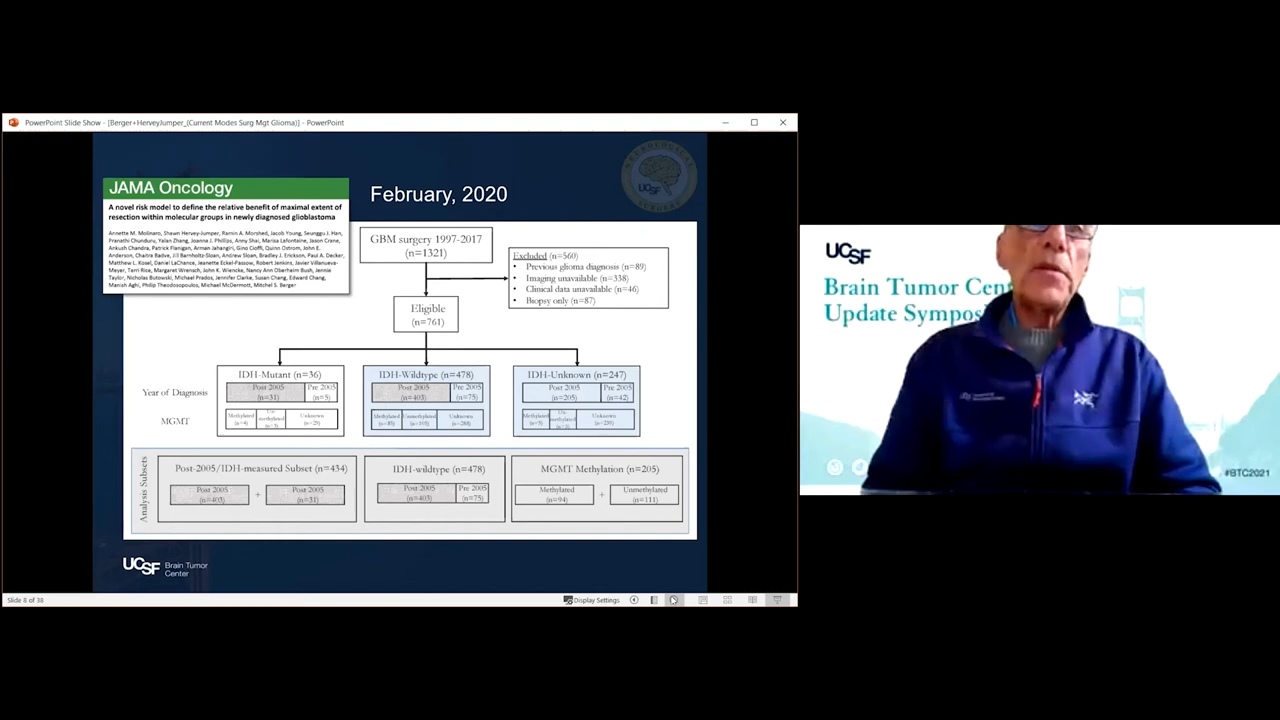 PowerPoint Slide Show - [Berger+HerveyJumper_(Current Modes Surg Mgt Glioma)] - PowerPoint
JAMA Oncology
A novel risk model to define the relative benefit of maximal extent of
resection within molecular groups in newly diagnosed glioblastoma
Annette M. Molinaro, Shawn Hervey-Jumper, Ramin A. Morshed, Jacob Young, Seunggu J. Han,
Pranathi Chunduru, Yalan Zhang, Joanna J. Phillips, Anny Shai, Marisa Lafontaine, Jason Crane,
Ankush Chandra, Patrick Flanigan, Arman Jahangiri, Gino Cioffi, Quinn Ostrom, John E.
Anderson, Chaitra Badve, Jill Barnholtz-Sloan, Andrew Sloan, Bradley J. Erickson, Paul A. Decker,
Matthew L. Kosel, Daniel LaChance, Jeanette Eckel-Passow, Robert Jenkins, Javier Villanueva-
Meyer, Terri Rice, Margaret Wrensch, John K. Wiencke, Nancy Ann Oberheim Bush, Jennie
Taylor, Nicholas Butowski, Michael Prados, Jennifer Clarke, Susan Chang, Edward Chang,
Manish Aghi, Philip Theodosopoulos, Michael McDermott, Mitchel S. Berger
February, 2020
UCSF
GBM surgery 1997-2017
(n=1321)
Excluded (n=560)
• Previous glioma diagnosis (n=89)
• Imaging unavailable (n=338)
• Clinical data unavailable (n=46)
• Biopsy only (n=87)
Eligible
(n=761)
IDH-Mutant (n=36)
IDH-Wildtype (n=478)
IDH-Unknown (n=247)
Year of Diagnosis
Post 2005
(n=31)
Pre 2005
(n=5)
Post 2005
(n=403)
Pre 2005
(n=75)
Post 2005
(n=205)
Pre 2005
(n=42)
MGMT
Methylated
(n=4)
Un-
methylated
Unknown
Methylated
Unmethylated
Unknown
Methylated
Un
methylated
Unknown
Analysis Subsets
Post-2005/IDH-measured Subset (n=434)
Post 2005
(n=403)
+
Post 2005
(n=31)
IDH-wildtype (n=478)
Post 2005
(n=403)
Pre 2005
(n=75)
MGMT Methylation (n=205)
Methylated
(n=94)
+
Unmethylated
(n=111)
UCSF
Brain Tumor
Center
Slide 8 of 38
Display Settings
UCSF
Brain Tumor Cen
Update Sympos
#BTC2021